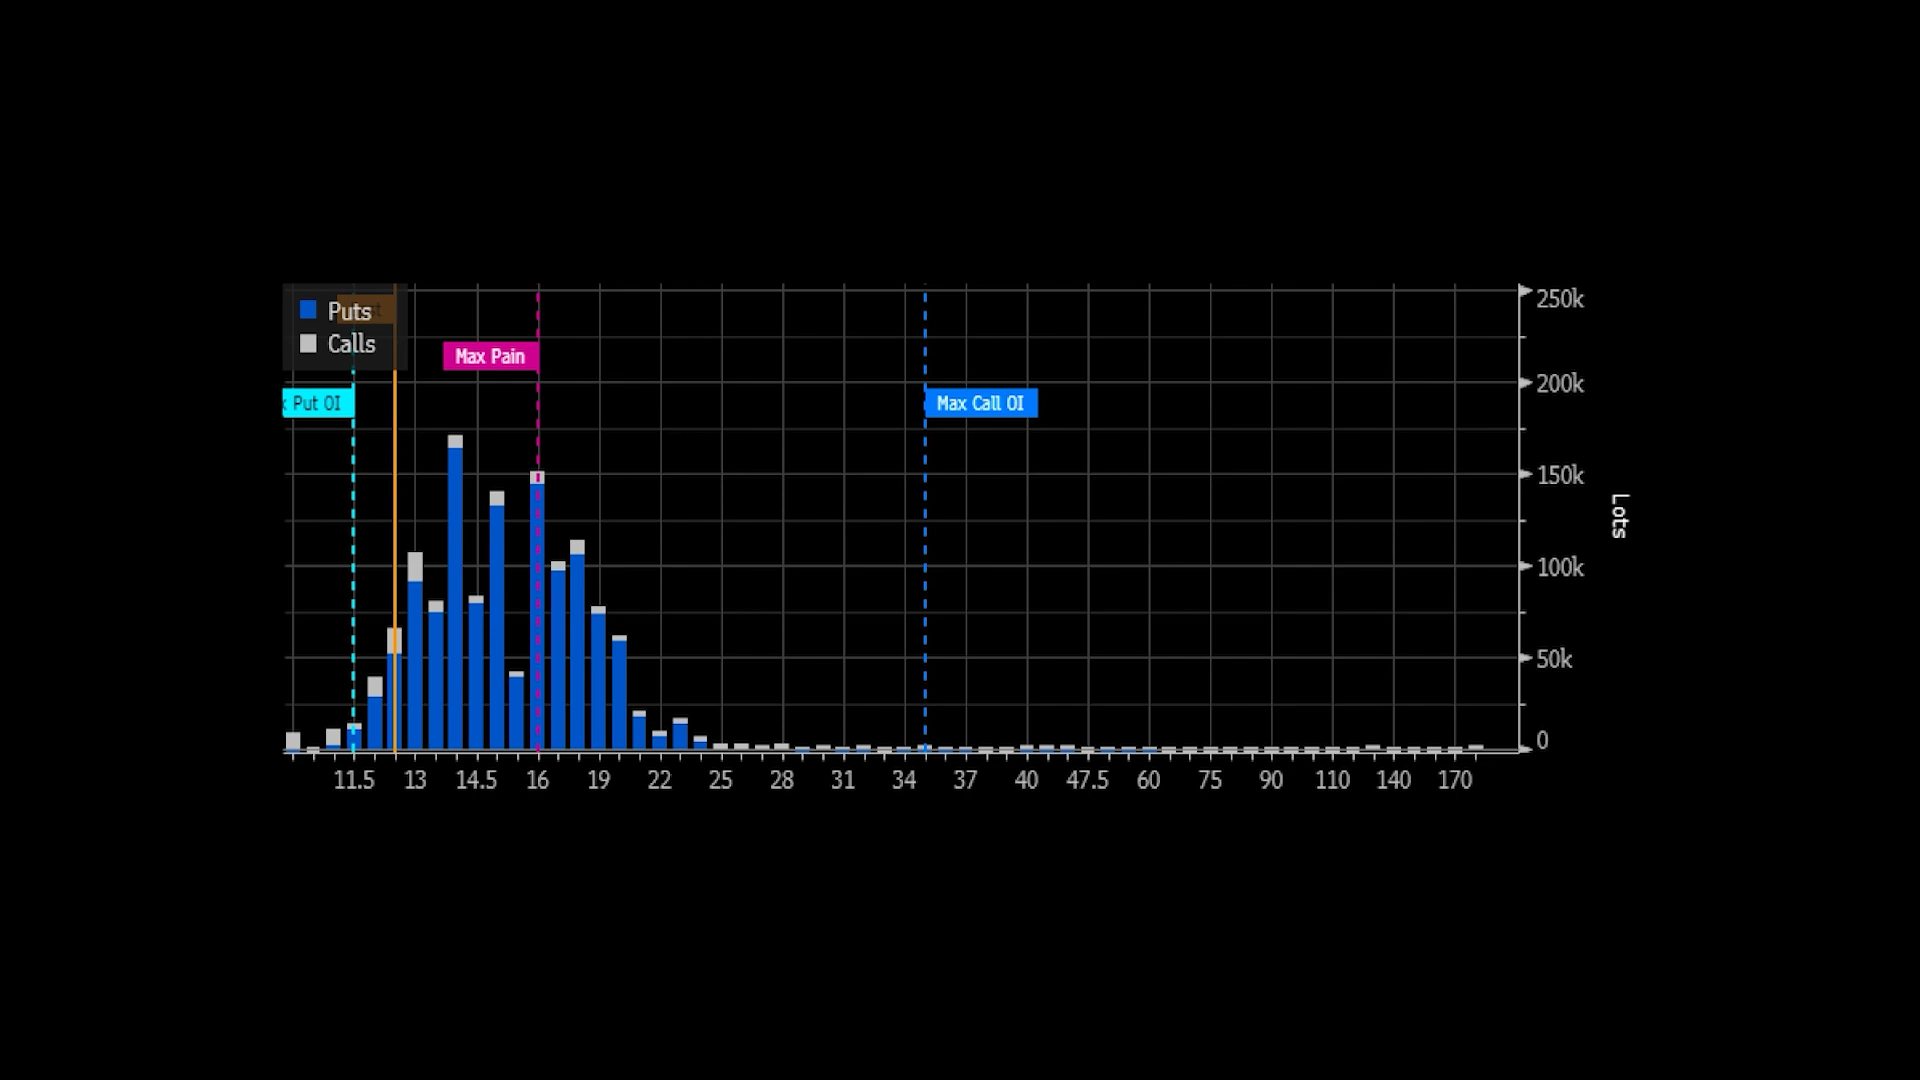 Puts
Calls
250k
Max Pain
200k
Put OI
Max Call OI
150k
Lots
100k
50k
0
11.5 13 14.5 16 19 22 25 28 31 34 37 40 47.5 60 75 90 110 140 170